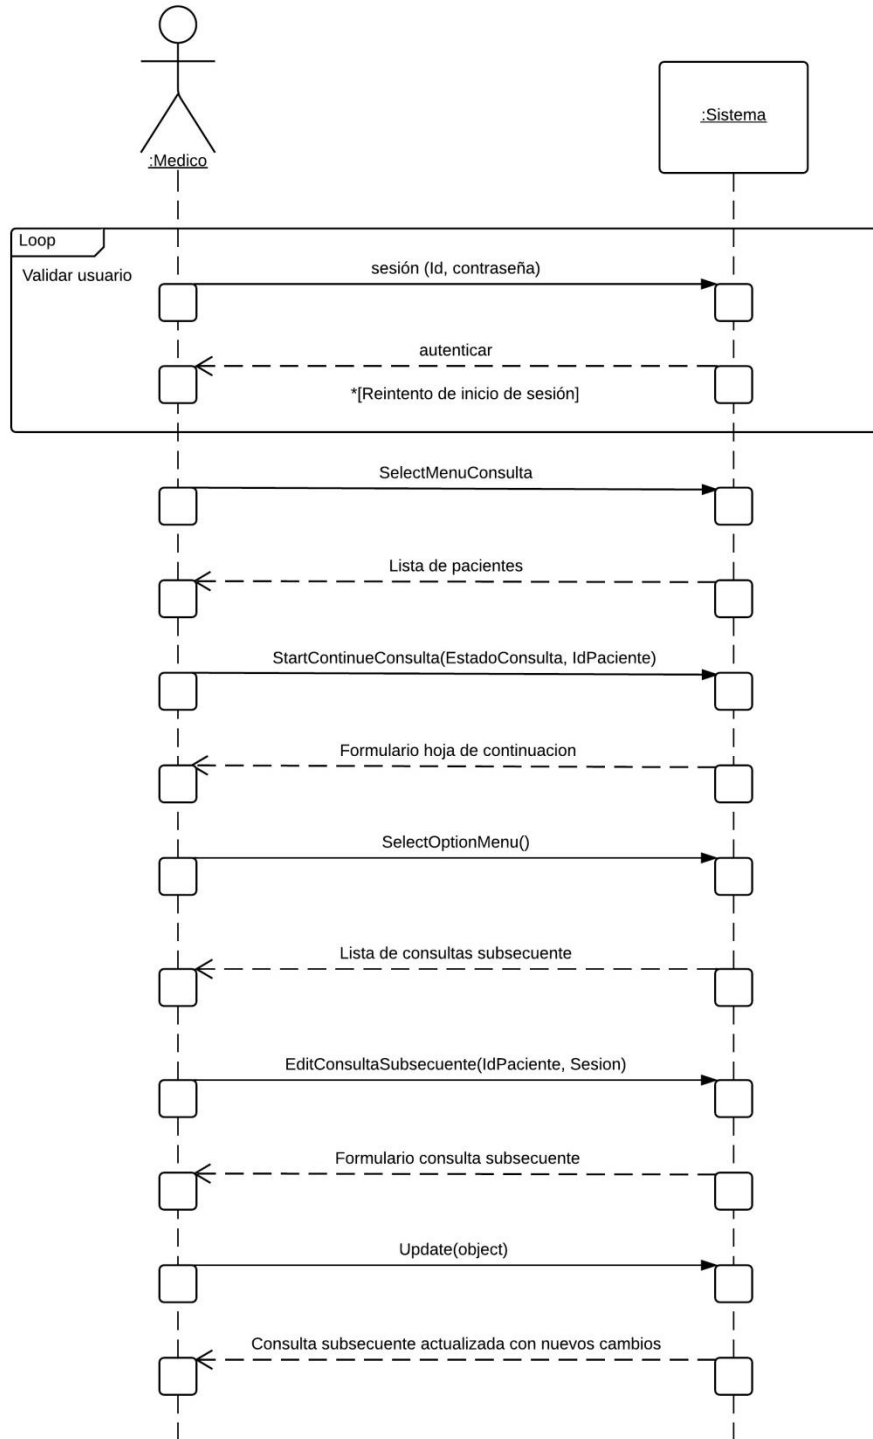 :Medico
:Sistema
Loop
Validar usuario
sesión (Id, contraseña)
autenticar
*[Reintento de inicio de sesión]
SelectMenuConsulta
Lista de pacientes
StartContinueConsulta(EstadoConsulta, IdPaciente)
Formulario hoja de continuacion
SelectOptionMenu()
Lista de consultas subsecuente
EditConsultaSubsecuente(IdPaciente, Sesion)
Formulario consulta subsecuente
Update(object)
Consulta subsecuente actualizada con nuevos cambios